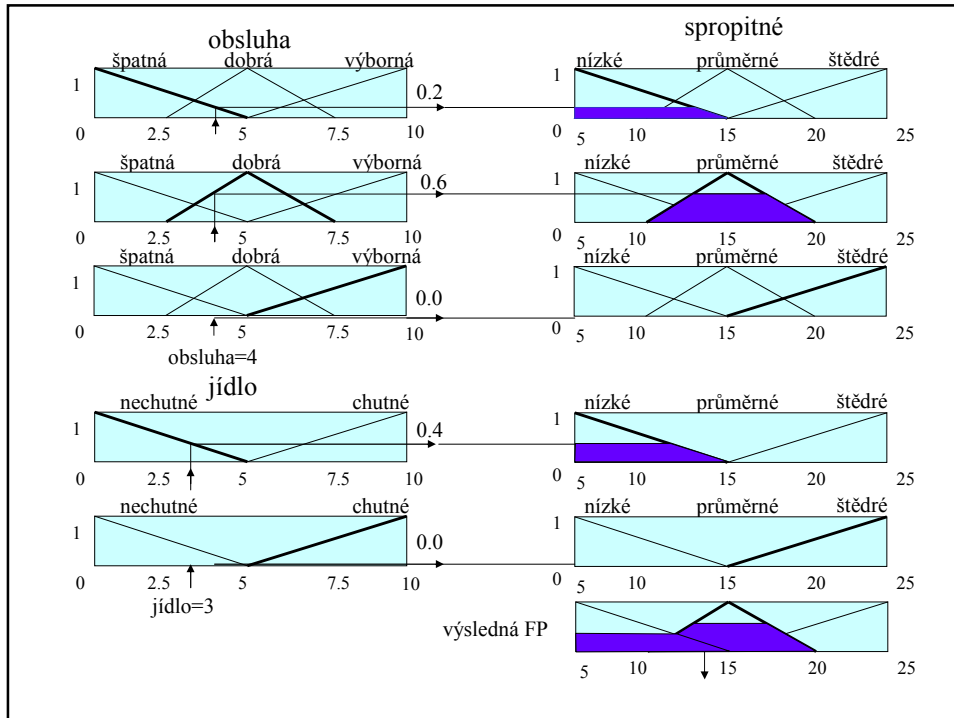 obsluha spropitné
špatná dobrá výborná nízké průměrné štědré
1 0.2 1
0 2.5 5 7.5 10 0 5 10 15 20 25
špatná dobrá výborná nízké průměrné štědré
1 0.6 1
0 2.5 5 7.5 10 0 5 10 15 20 25
špatná dobrá výborná nízké průměrné štědré
1 0.0 1
0 2.5 5 7.5 10 0 5 10 15 20 25
obsluha=4
jídlo
nechutné chutné nízké průměrné štědré
1 0.4 1
0 2.5 5 7.5 10 0 5 10 15 20 25
nechutné chutné nízké průměrné štědré
1 0.0 1
0 2.5 5 7.5 10 0 5 10 15 20 25
jídlo=3
výsledná FP
5 10 15 20 25